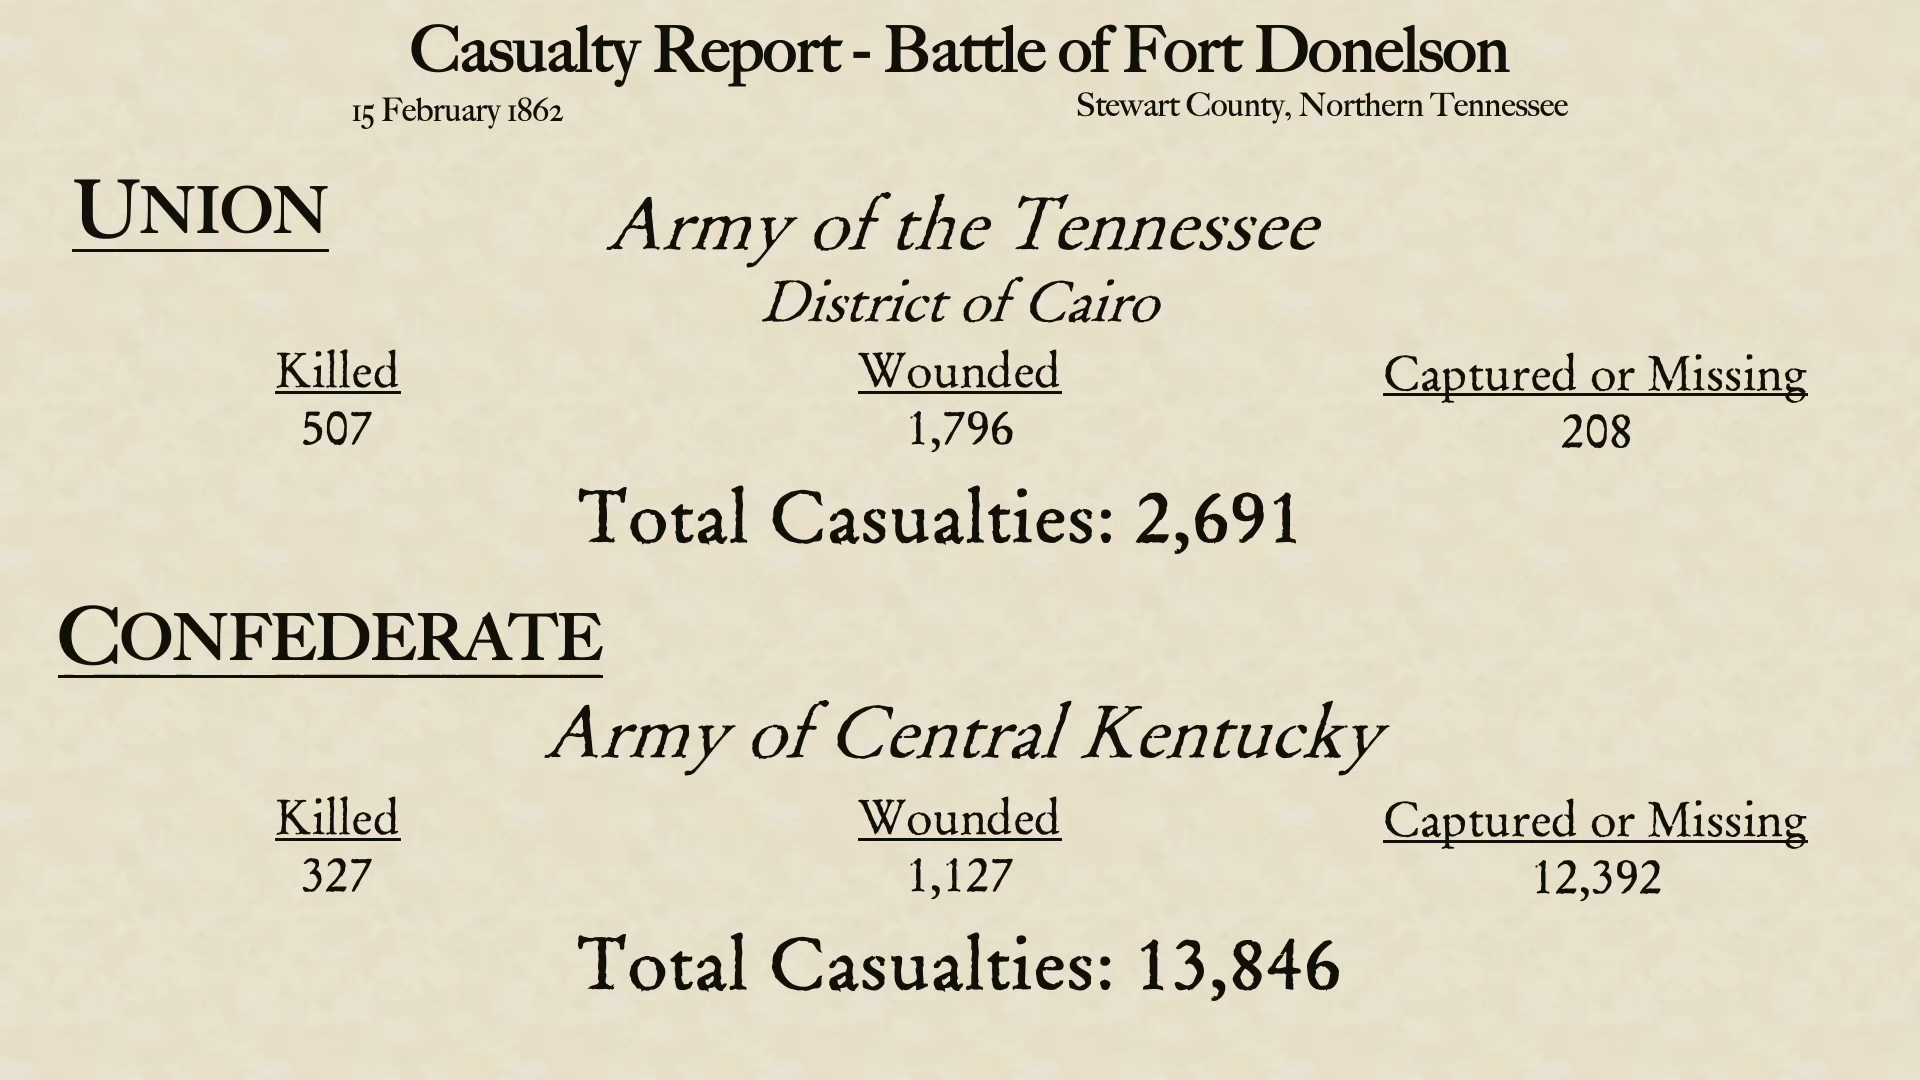 Casualty Report - Battle of Fort Donelson
15 February 1862 Stewart County, Northern Tennessee
UNION
Army of the Tennessee
District of Cairo
Killed Wounded Captured or Missing
507 1,796 208
Total Casualties: 2,691
CONFEDERATE
Army of Central Kentucky
Killed Wounded Captured or Missing
327 1,127 12,392
Total Casualties: 13,846